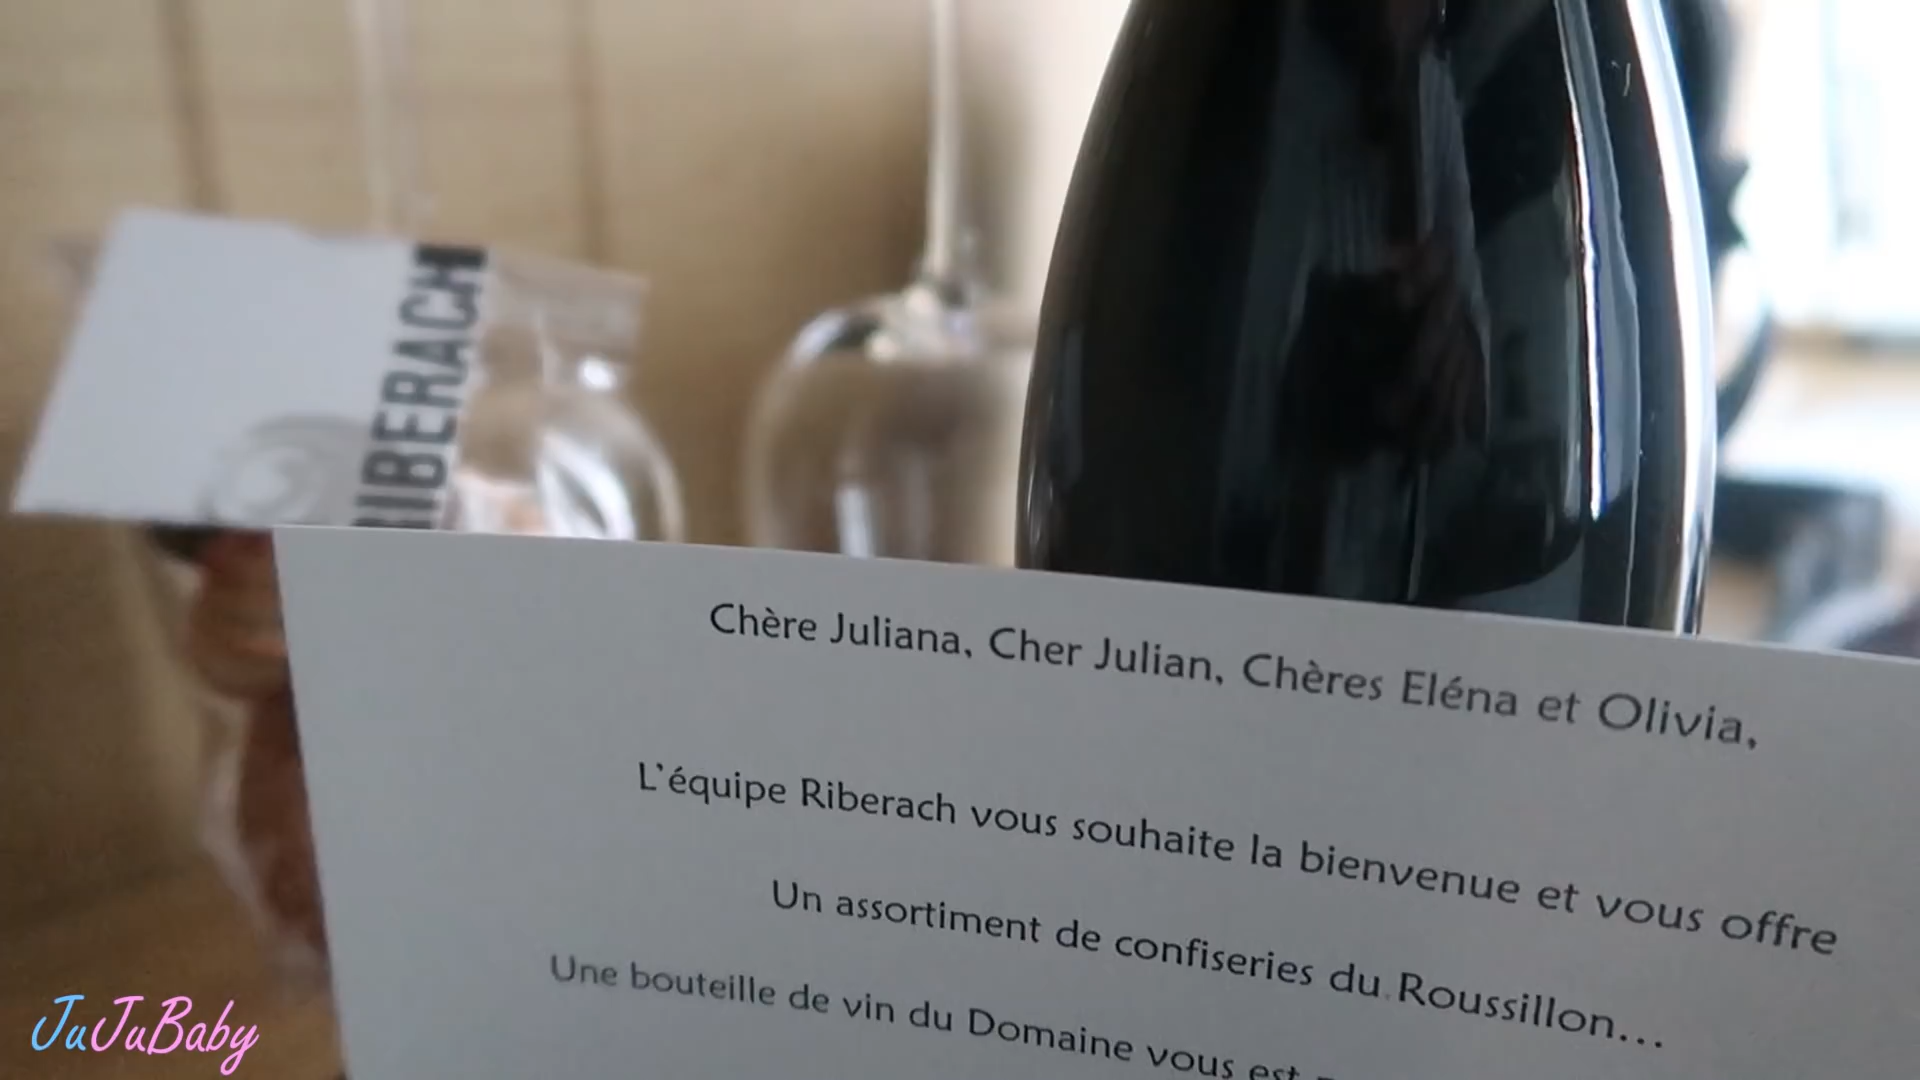 RIBERACH
Chère Juliana, Cher Julian, Chères Eléna et Olivia,
L'équipe Riberach vous souhaite la bienvenue et vous offre
Un assortiment de confiseries du Roussillon...
Une bouteille de vin du Domaine vous est
JuJuBaby